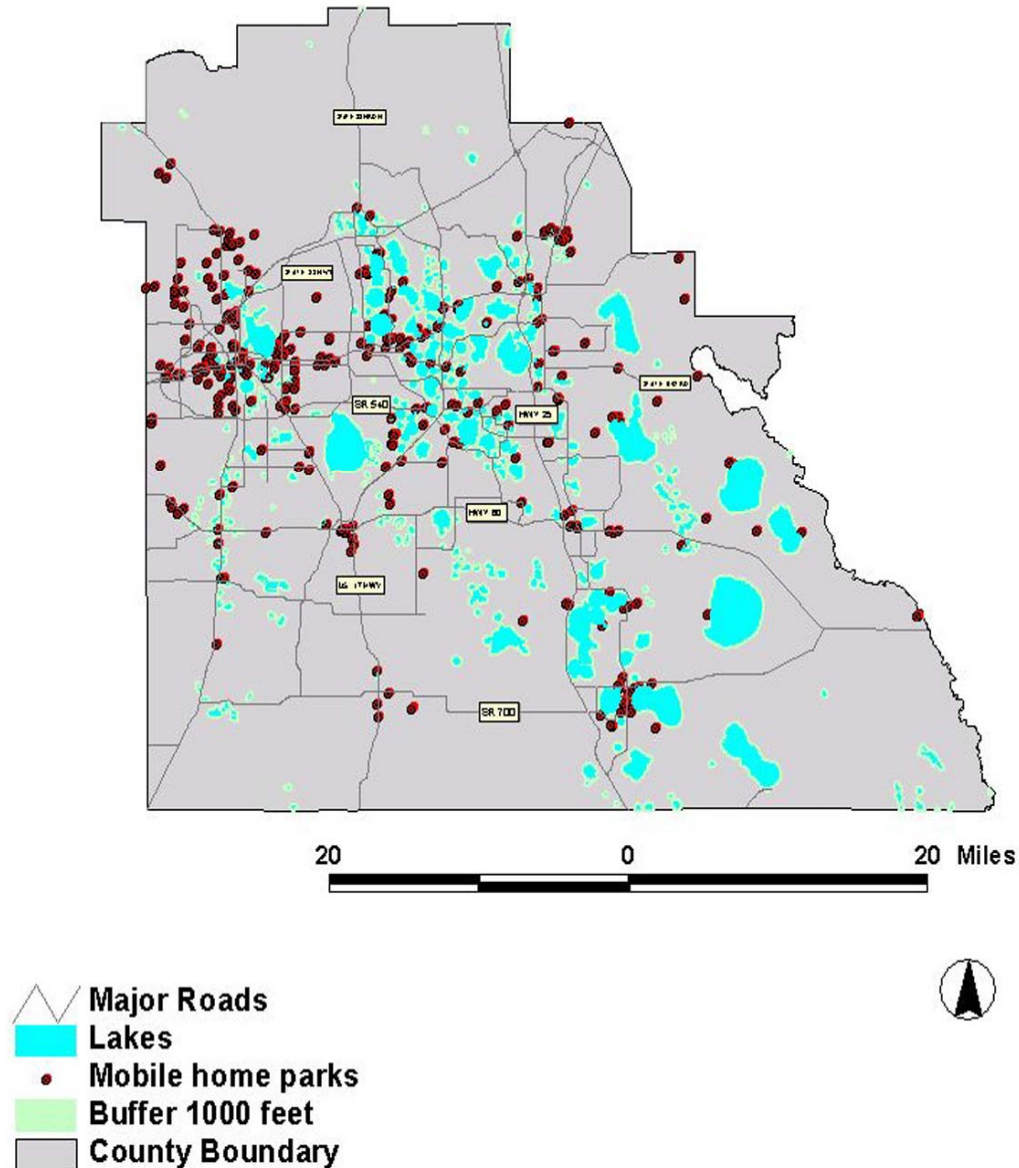 SR 540
HWY 25
HWY 60
SR 700
20 0 20 Miles
Major Roads
Lakes
Mobile home parks
Buffer 1000 feet
County Boundary